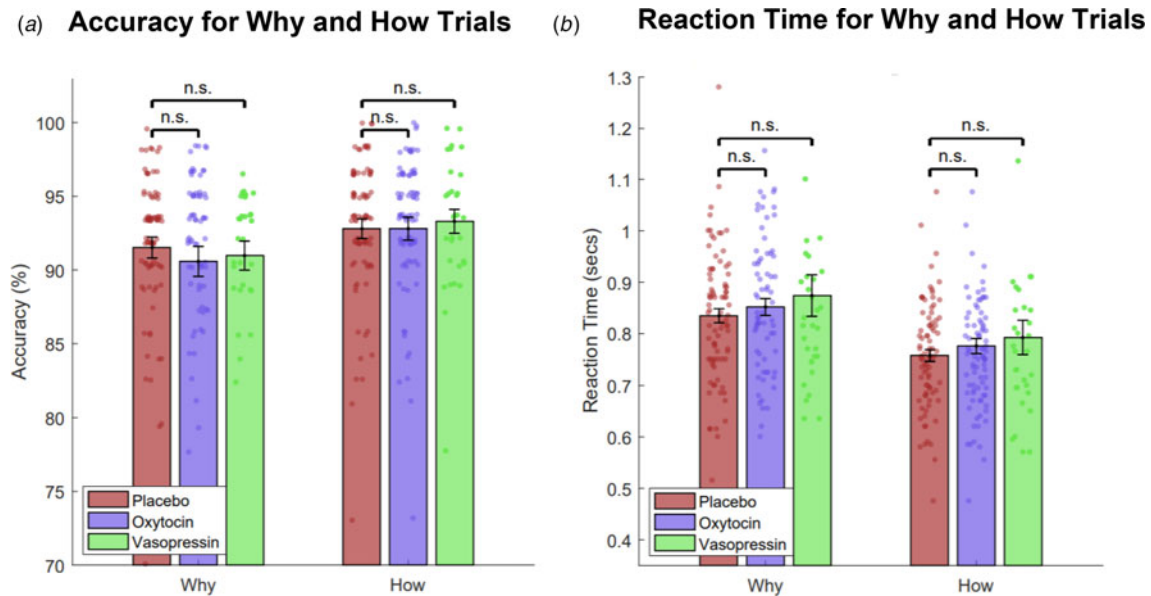 (a) Accuracy for Why and How Trials
n.s.
n.s.
n.s.
n.s.
Accuracy (%)
100
95
90
85
80
75
70
Placebo
Oxytocin
Vasopressin
Why
How
(b) Reaction Time for Why and How Trials
n.s.
n.s.
n.s.
n.s.
Reaction Time (secs)
1.3
1.2
1.1
1
0.9
0.8
0.7
0.6
0.5
0.4
Placebo
Oxytocin
Vasopressin
Why
How